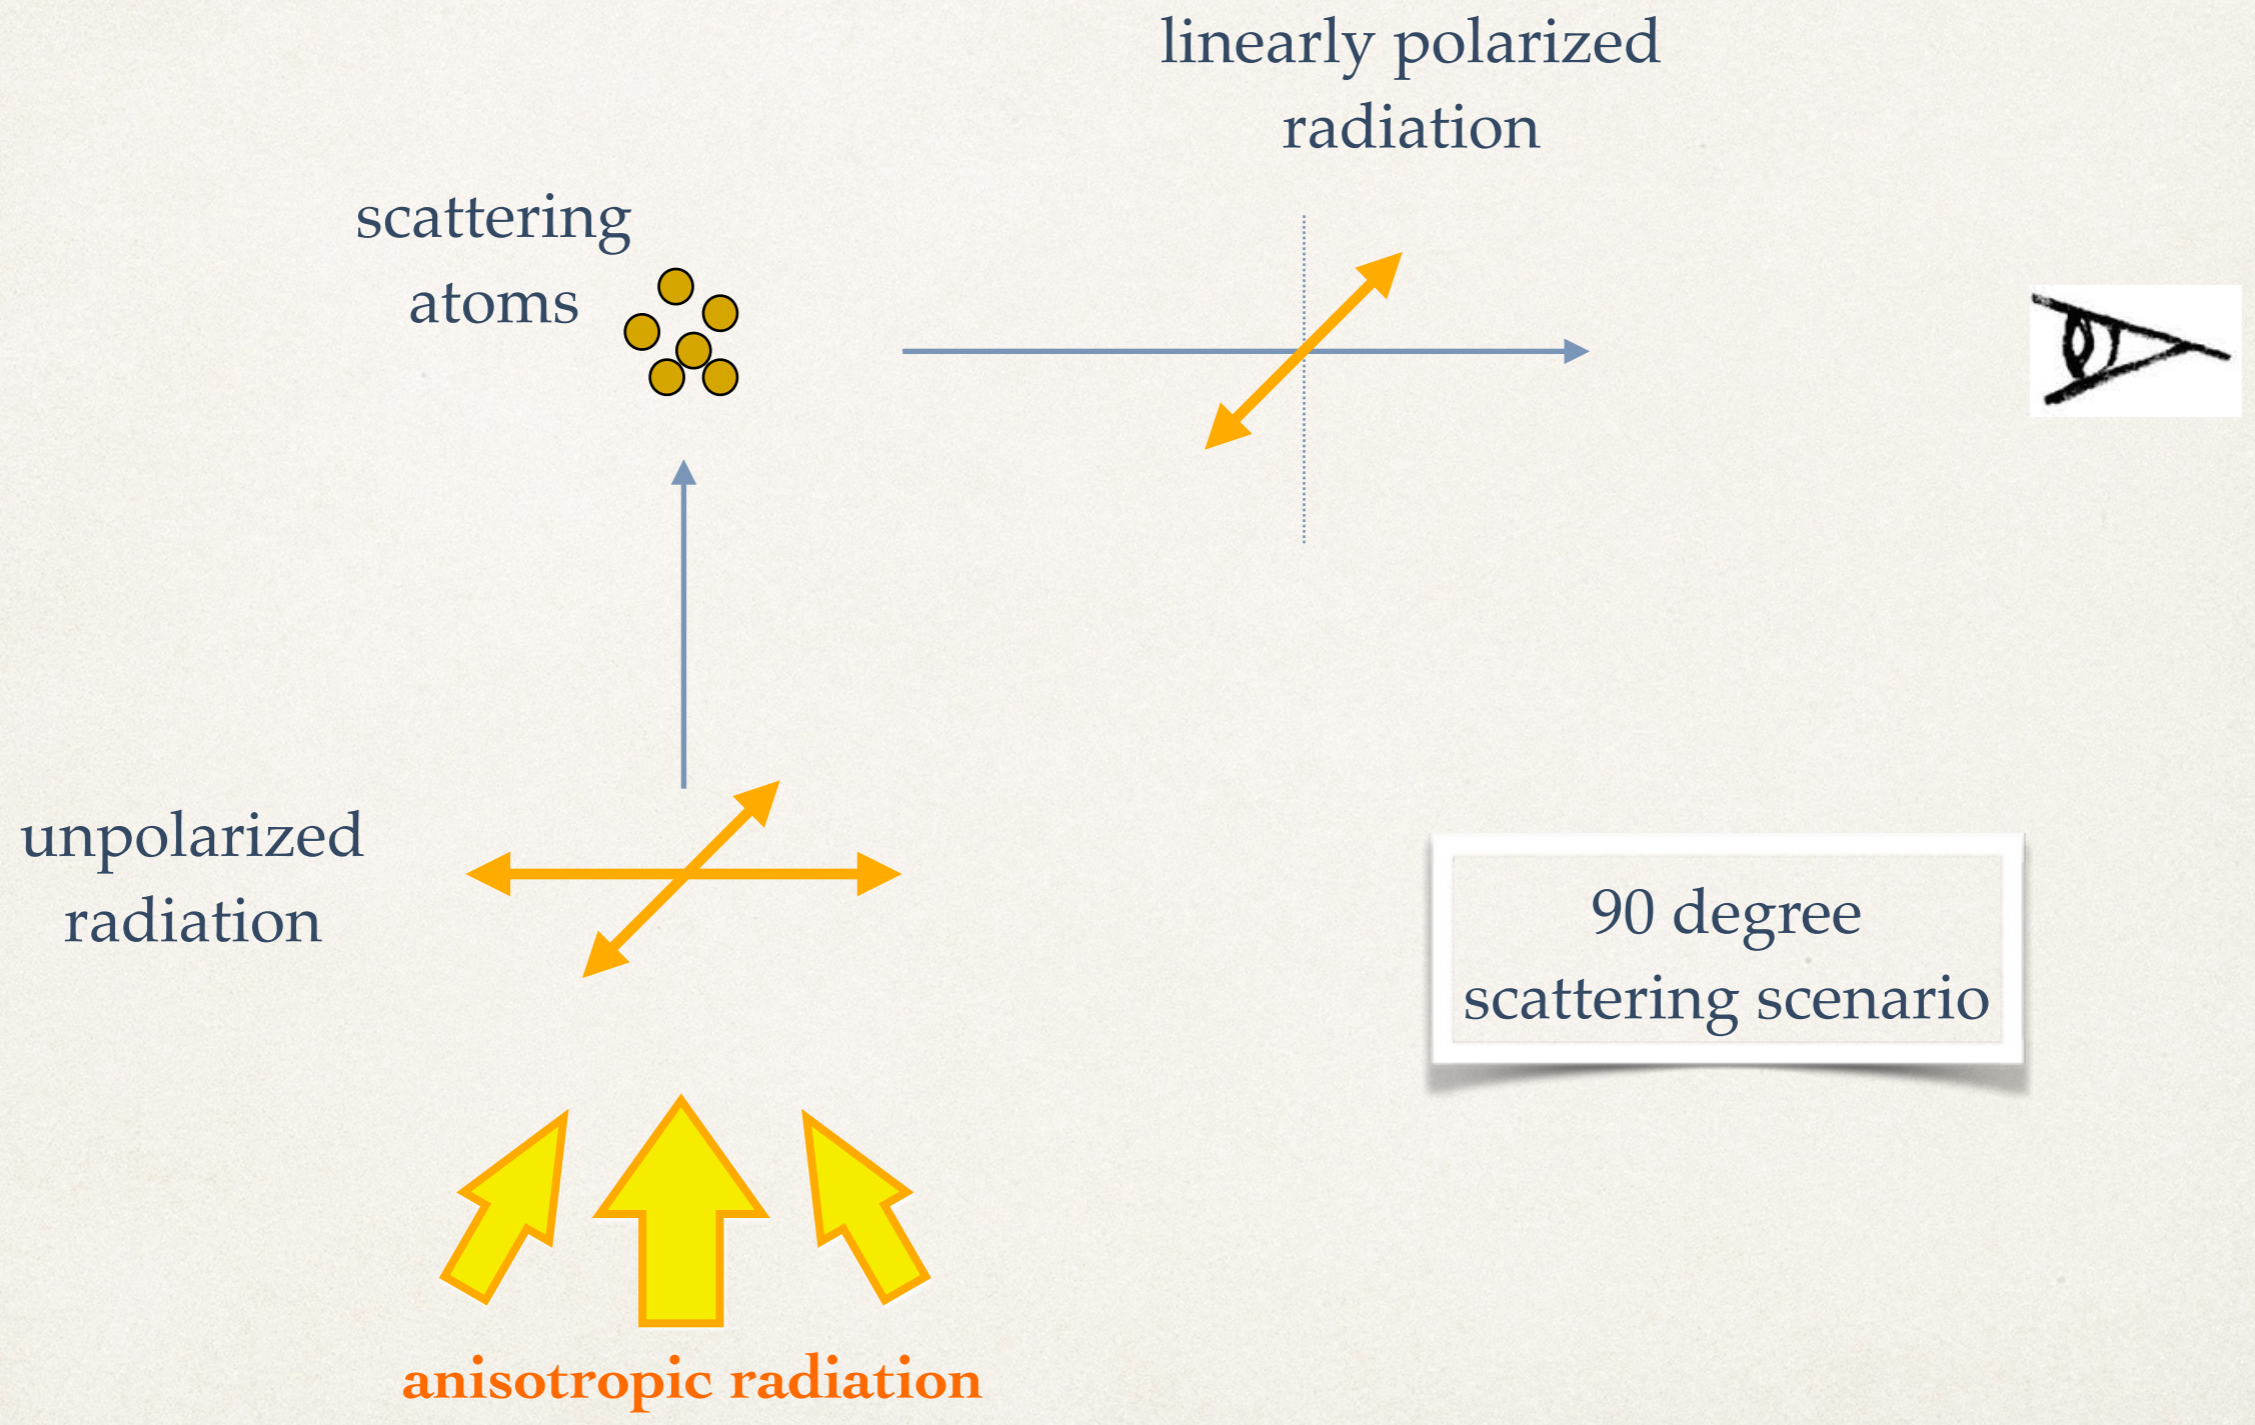 linearly polarized
radiation
scattering
atoms
unpolarized
radiation
90 degree
scattering scenario
anisotropic radiation